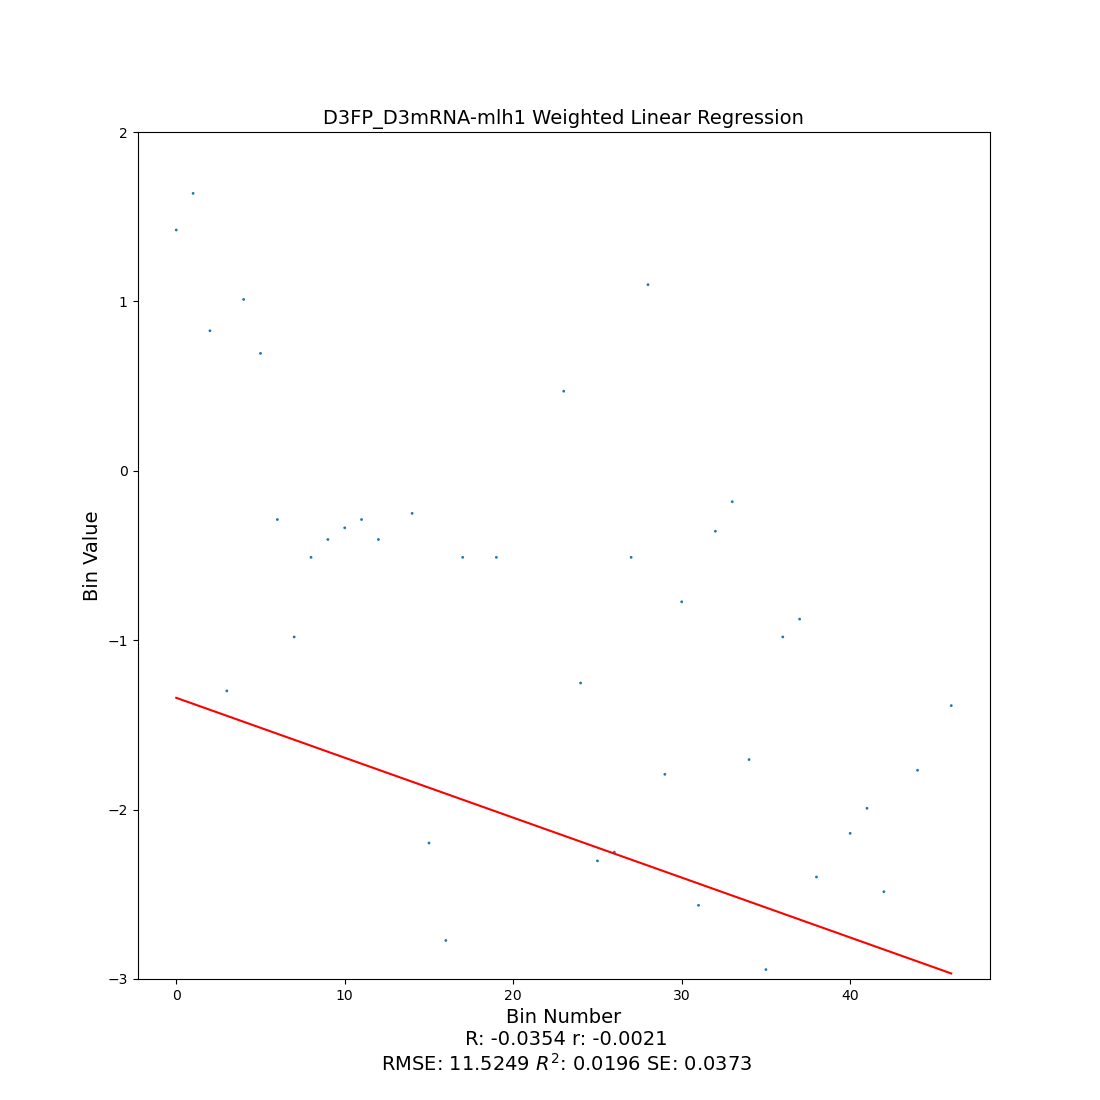 D3FP_D3mRNA-mlh1 Weighted Linear Regression
2
1
0
−1
−2
−3
Bin Value
0 10 20 30 40
Bin Number
R: -0.0354 r: -0.0021
RMSE: 11.5249 R²: 0.0196 SE: 0.0373